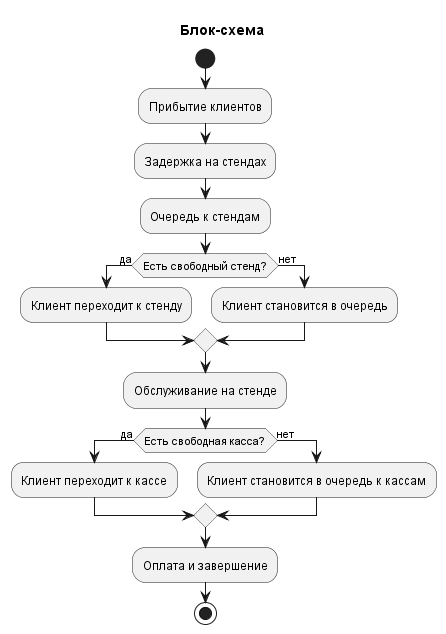 Блок-схема
Прибытие клиентов
Задержка на стендах
Очередь к стендам
да
Есть свободный стенд?
нет
Клиент переходит к стенду
Клиент становится в очередь
Обслуживание на стенде
да
Есть свободная касса?
нет
Клиент переходит к кассе
Клиент становится в очередь к кассам
Оплата и завершение